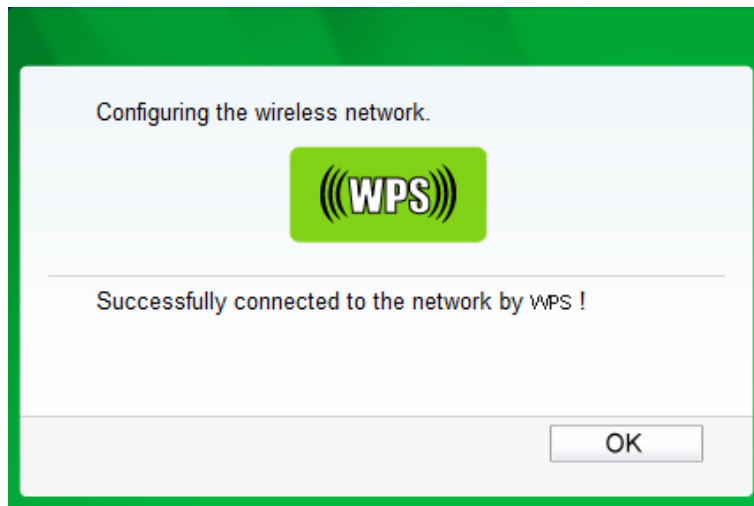 Configuring the wireless network.
(((WPS)))
Successfully connected to the network by WPS !
OK